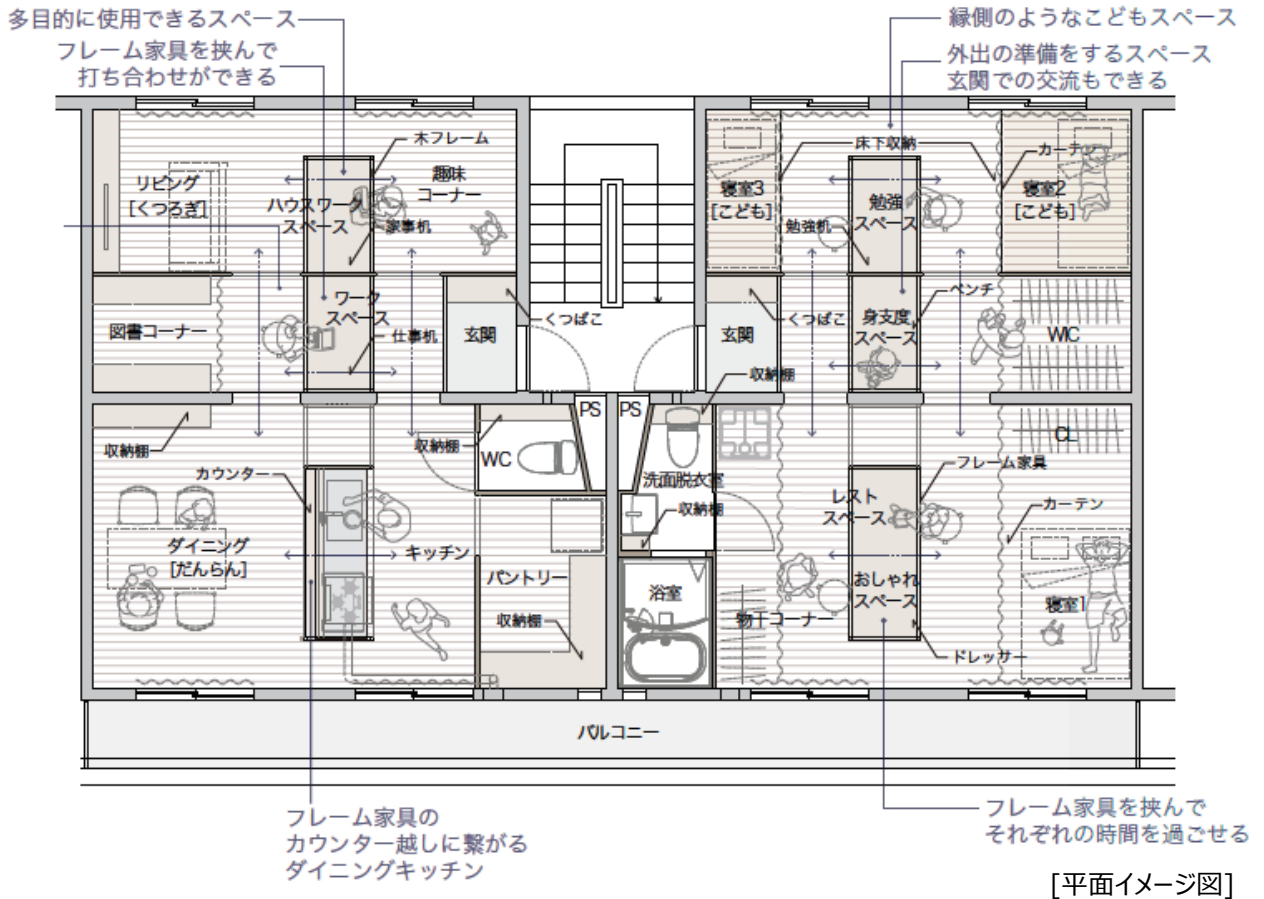 多目的に使用できるスペース
フレーム家具を挟んで
打ち合わせができる
縁側のようなこどもスペース
外出の準備をするスペース
玄関での交流もできる
木フレーム
リビング
[くつろぎ]
ハウスワーク
スペース
趣味
コーナー
家事机
図書コーナー
ワーク
スペース
仕事机
玄関
くつばこ
収納棚
カウンター
ダイニング
[だんらん]
キッチン
収納棚
WC
PS
パントリー
収納棚
床下収納
カーテン
寝室3
[こども]
勉強
スペース
勉強机
寝室2
[こども]
玄関
くつばこ
身支度
スペース
ベンチ
WIC
収納棚
PS
洗面脱衣室
収納棚
浴室
CL
フレーム家具
レスト
スペース
カーテン
おしゃれ
スペース
物干コーナー
寝室1
ドレッサー
バルコニー
フレーム家具の
カウンター越しに繋がる
ダイニングキッチン
フレーム家具を挟んで
それぞれの時間を過ごせる
[平面イメージ図]